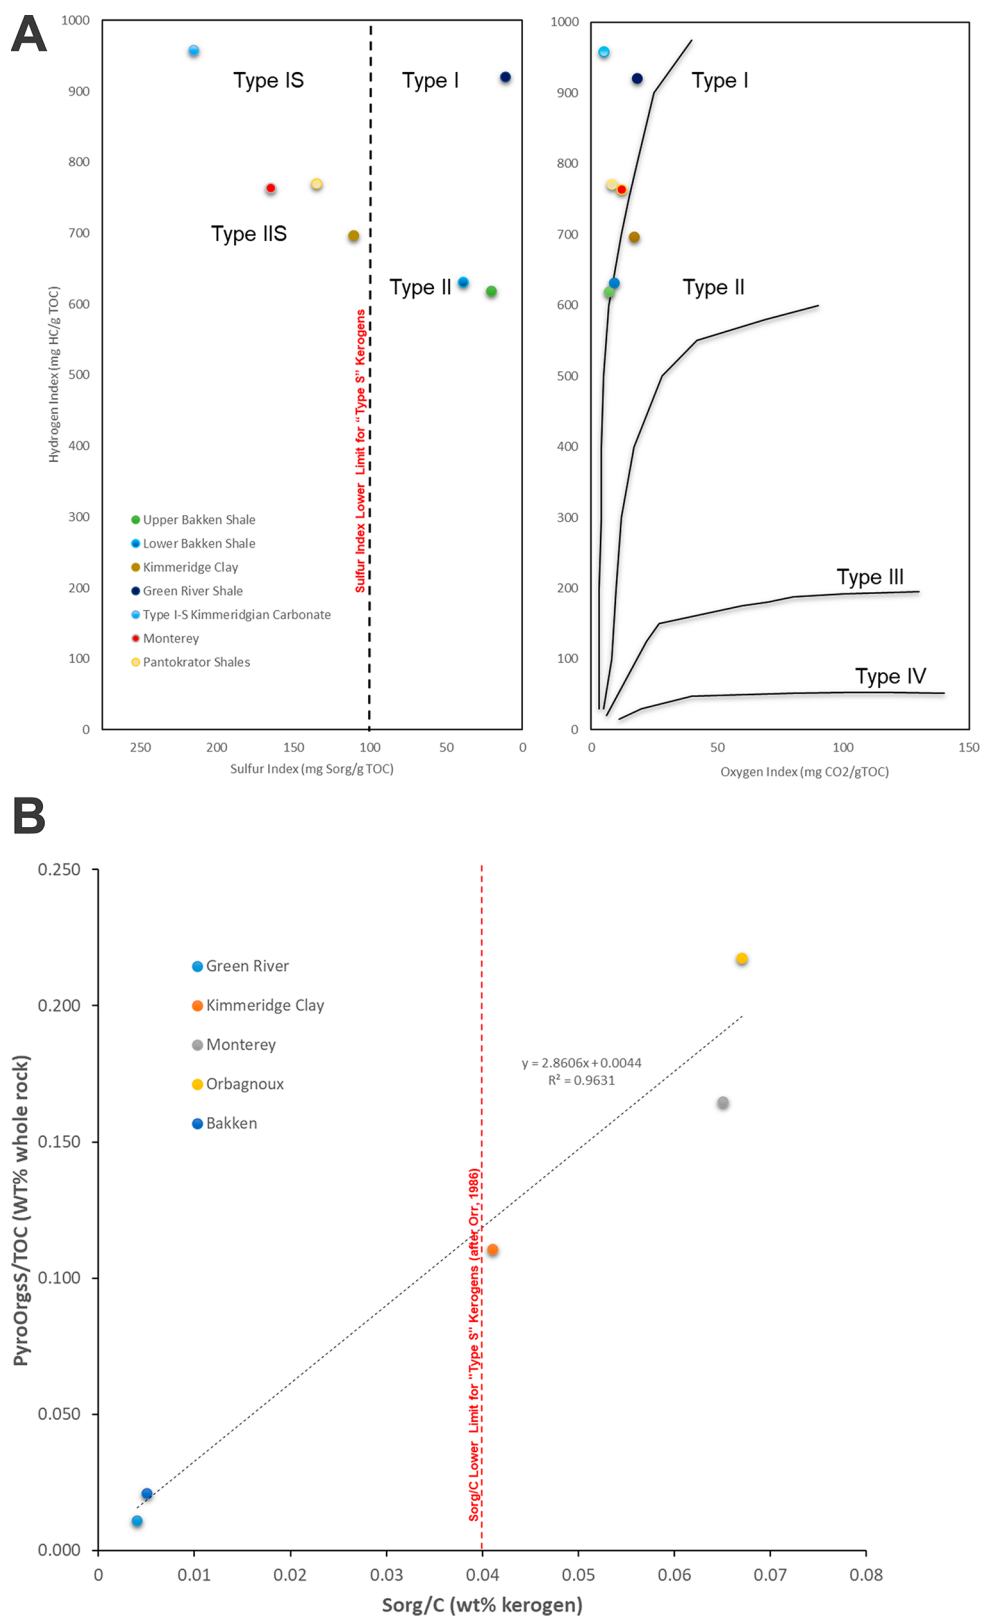 A
1000
900
800
700
600
500
400
300
200
100
0
Hydrogen Index (mg HC/g TOC)
Type IS
Type I
Type IIS
Type II
Sulfur Index Lower Limit for "Type S" Kerogens
Upper Bakken Shale
Lower Bakken Shale
Kimmeridge Clay
Green River Shale
Type I-S Kimmeridgian Carbonate
Monterey
Pantokrator Shales
250 200 150 100 50 0
Sulfur Index (mg Sorg/g TOC)
1000
900
800
700
600
500
400
300
200
100
0
Type I
Type II
Type III
Type IV
0 50 100 150
Oxygen Index (mg CO2/gTOC)
B
0.250
0.200
0.150
0.100
0.050
0.000
PyroOrgsS/TOC (WT% whole rock)
Green River
Kimmeridge Clay
Monterey
Orbagnoux
Bakken
y = 2.8606x + 0.0044
R² = 0.9631
Sorg/C Lower Limit for "Type S" Kerogens (after Orr, 1986)
0 0.01 0.02 0.03 0.04 0.05 0.06 0.07 0.08
Sorg/C (wt% kerogen)